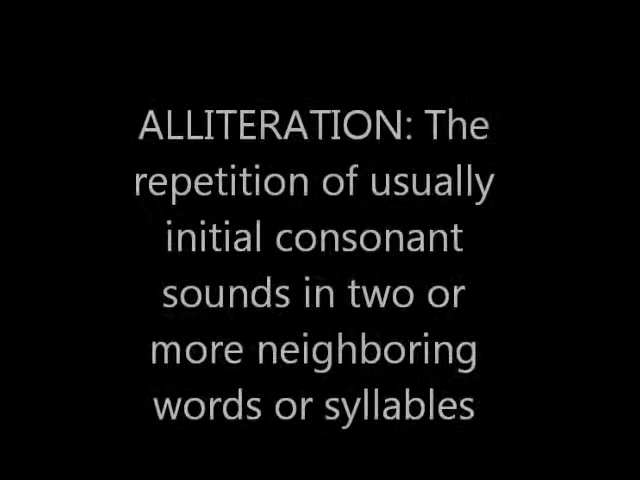 ALLITERATION: The
repetition of usually
initial consonant
sounds in two or
more neighboring
words or syllables